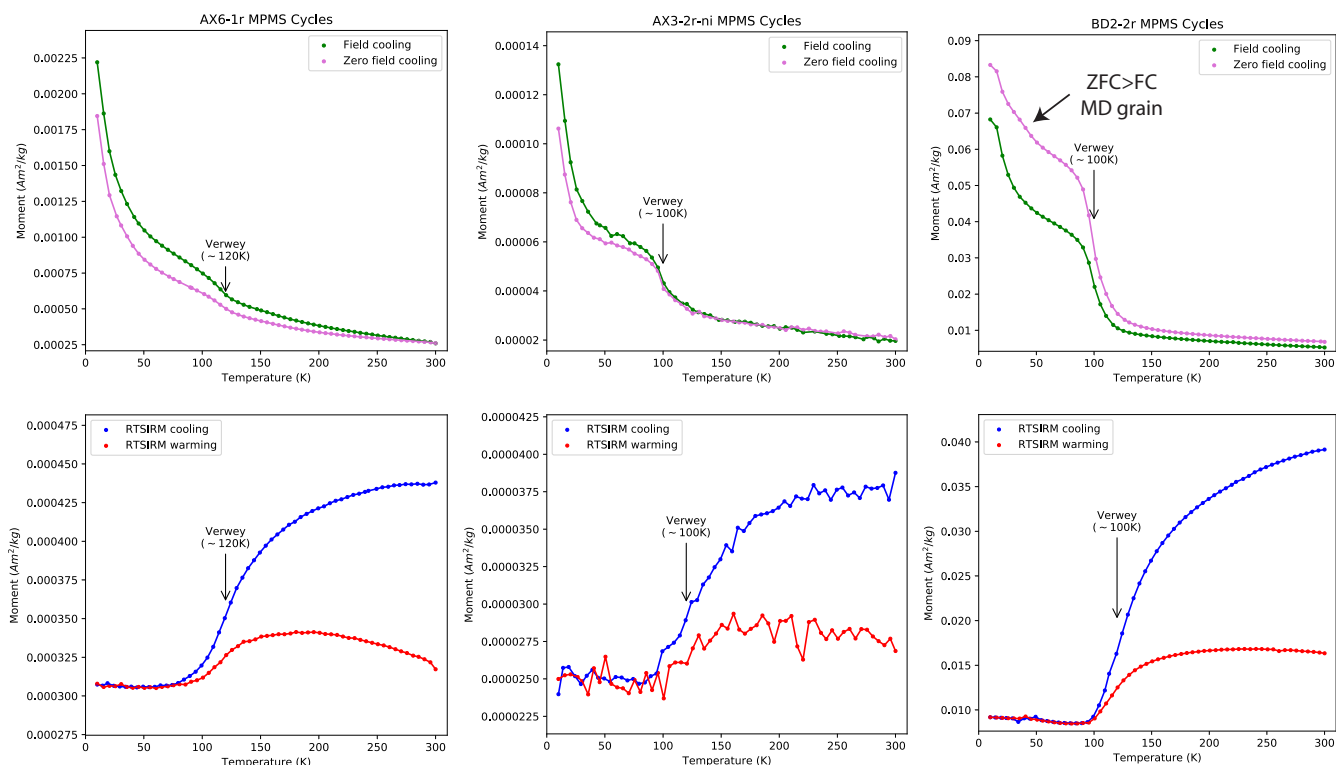 AX6-1r MPMS Cycles
Field cooling
Zero field cooling
Verwey
(~120K)
Moment (Am²/kg)
0.00225
0.00200
0.00175
0.00150
0.00125
0.00100
0.00075
0.00050
0.00025
0 50 100 150 200 250 300
Temperature (K)
AX3-2r-ni MPMS Cycles
Field cooling
Zero field cooling
Verwey
(~100K)
Moment (Am²/kg)
0.00014
0.00012
0.00010
0.00008
0.00006
0.00004
0.00002
0 50 100 150 200 250 300
Temperature (K)
BD2-2r MPMS Cycles
Field cooling
Zero field cooling
ZFC>FC
MD grain
Verwey
(~100K)
Moment (Am²/kg)
0.09
0.08
0.07
0.06
0.05
0.04
0.03
0.02
0.01
0 50 100 150 200 250 300
Temperature (K)
RTSIRM cooling
RTSIRM warming
Verwey
(~120K)
Moment (Am²/kg)
0.000475
0.000450
0.000425
0.000400
0.000375
0.000350
0.000325
0.000300
0.000275
0 50 100 150 200 250 300
Temperature (K)
RTSIRM cooling
RTSIRM warming
Verwey
(~100K)
Moment (Am²/kg)
0.0000425
0.0000400
0.0000375
0.0000350
0.0000325
0.0000300
0.0000275
0.0000250
0.0000225
0 50 100 150 200 250 300
Temperature (K)
RTSIRM cooling
RTSIRM warming
Verwey
(~100K)
Moment (Am²/kg)
0.040
0.035
0.030
0.025
0.020
0.015
0.010
0 50 100 150 200 250 300
Temperature (K)